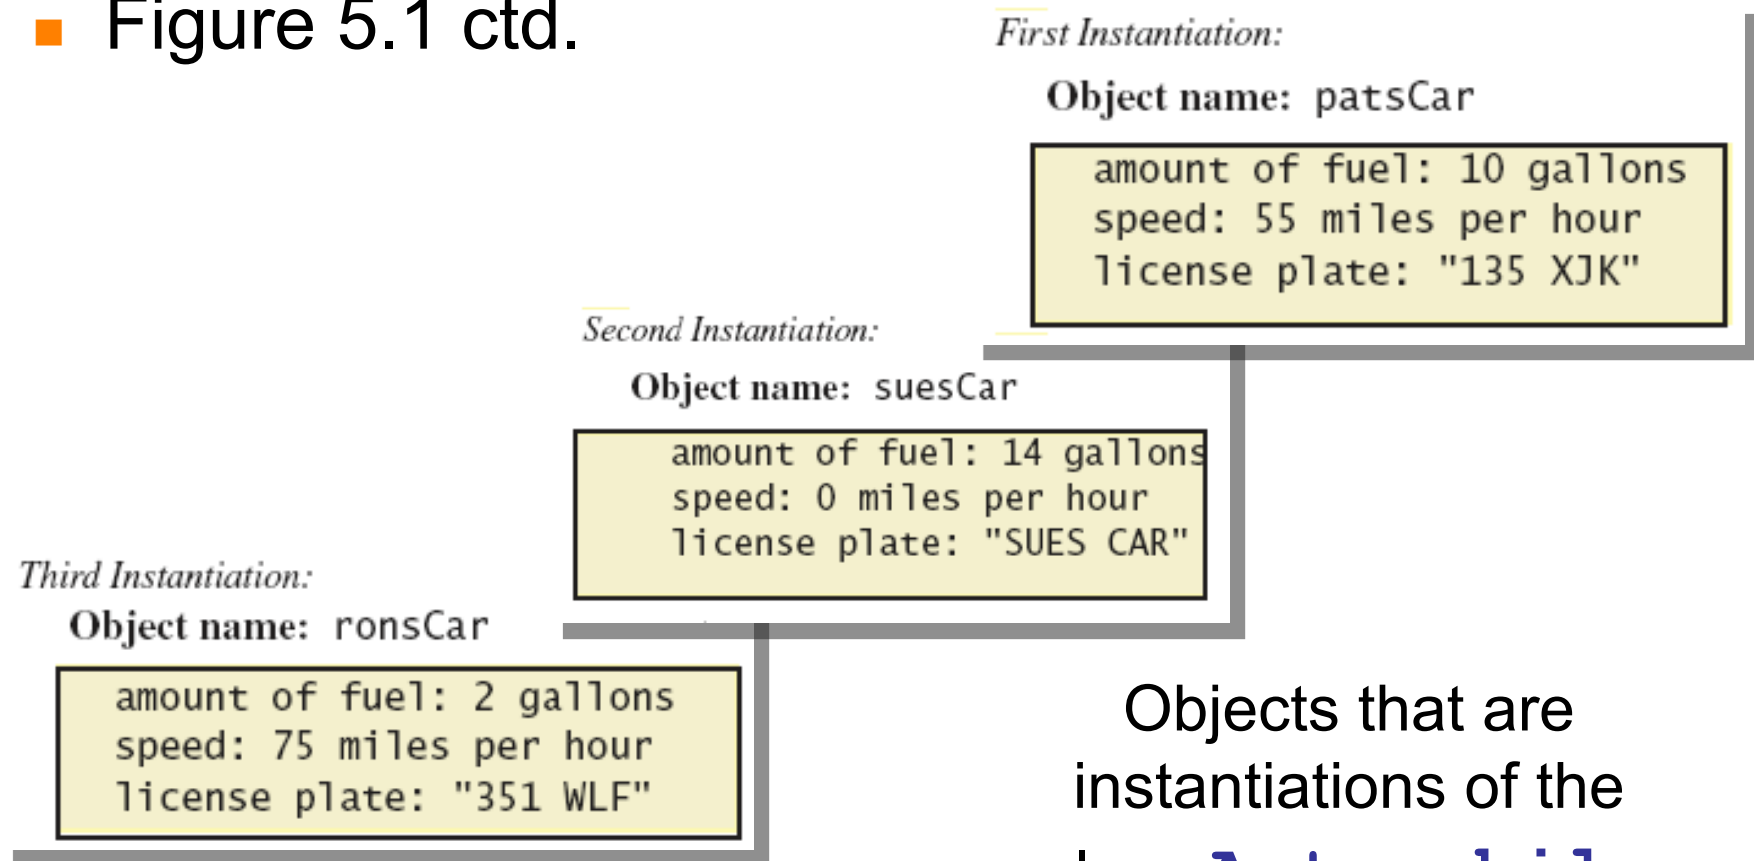 Figure 5.1 ctd.
First Instantiation:
Object name: patsCar
amount of fuel: 10 gallons
speed: 55 miles per hour
license plate: "135 XJK"
Second Instantiation:
Object name: suesCar
amount of fuel: 14 gallons
speed: 0 miles per hour
license plate: "SUES CAR"
Third Instantiation:
Object name: ronsCar
amount of fuel: 2 gallons
speed: 75 miles per hour
license plate: "351 WLF"
Objects that are
instantiations of the